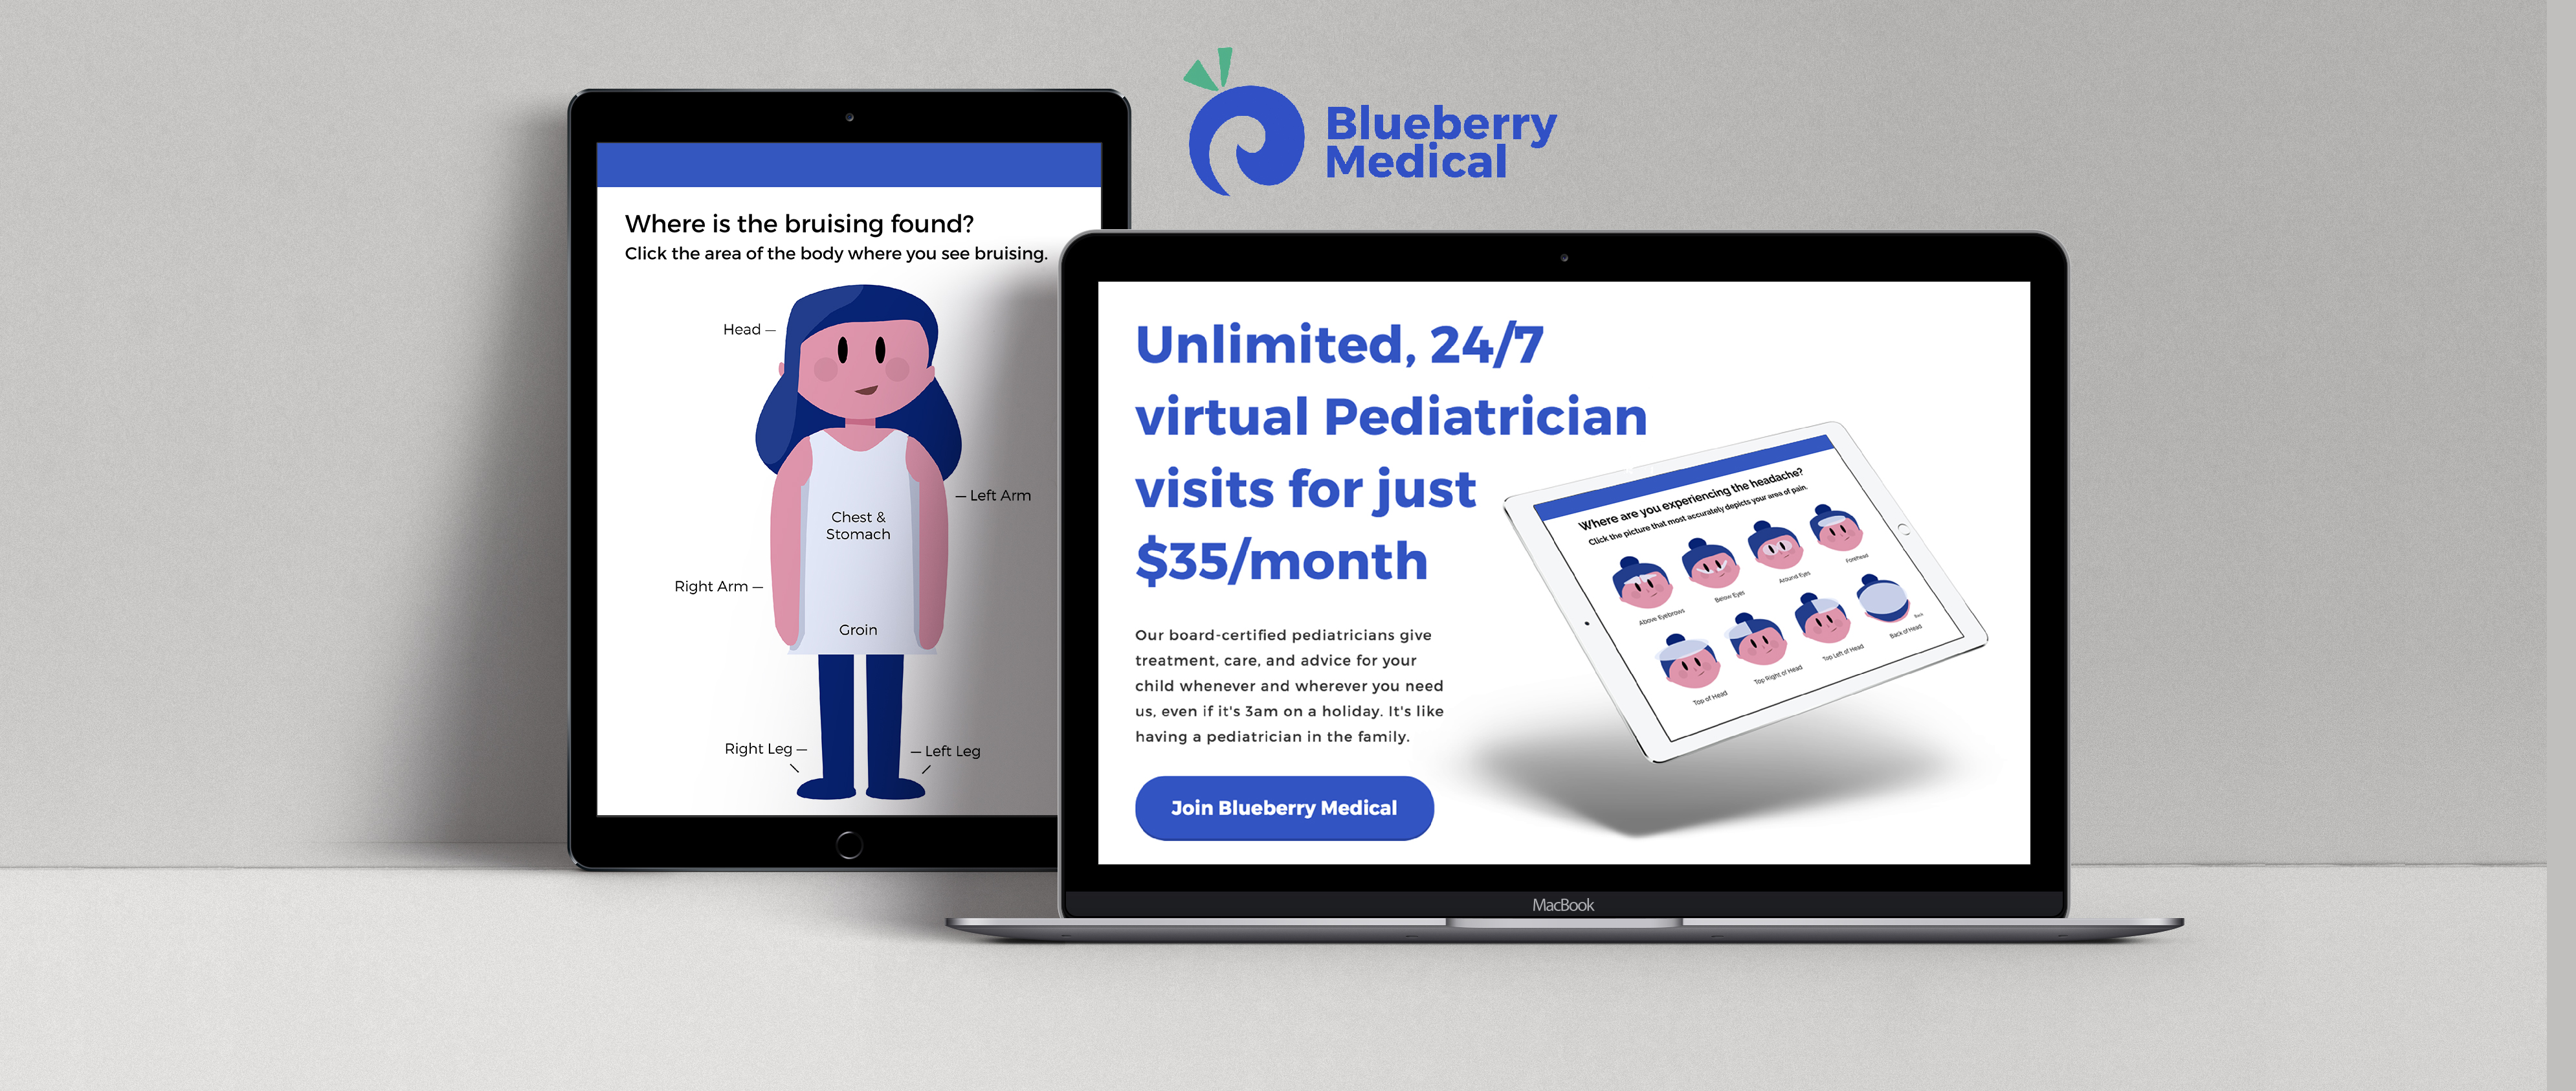 Blueberry
Medical
Where is the bruising found?
Click the area of the body where you see bruising.
Head
Left Arm
Chest &
Stomach
Right Arm
Groin
Right Leg
Left Leg
Unlimited, 24/7
virtual Pediatrician
visits for just
$35/month
Our board-certified pediatricians give
treatment, care, and advice for your
child whenever and wherever you need
us, even if it's 3am on a holiday. It's like
having a pediatrician in the family.
Join Blueberry Medical
Where are you experiencing the headache?
Click the picture that most accurately depicts your area of pain.
Above Eyebrows
Below Eyes
Around Eyes
Forehead
Top of Head
Top Right of Head
Top Left of Head
Back of Head
MacBook